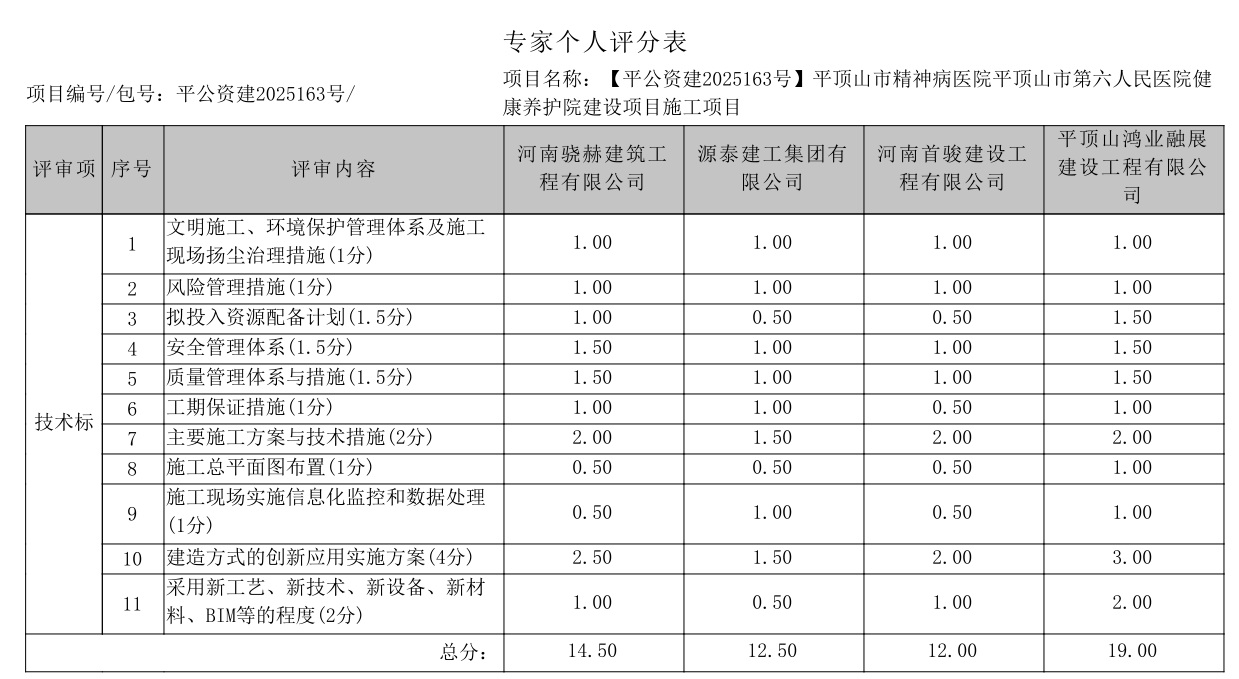 专家个人评分表
项目编号/包号：平公资建2025163号/
项目名称：【平公资建2025163号】平顶山市精神病医院平顶山市第六人民医院健
康养护院建设项目施工项目
评审项 序号 评审内容 河南骁赫建筑工 源泰建工集团有 河南首骏建设工 平顶山鸿业融展
程有限公司 限公司 程有限公司 建设工程有限公
司
技术标
1 文明施工、环境保护管理体系及施工 1.00 1.00 1.00 1.00
现场扬尘治理措施(1分)
2 风险管理措施(1分) 1.00 1.00 1.00 1.00
3 拟投入资源配备计划(1.5分) 1.00 0.50 0.50 1.50
4 安全管理体系(1.5分) 1.50 1.00 1.00 1.50
5 质量管理体系与措施(1.5分) 1.50 1.00 1.00 1.50
6 工期保证措施(1分) 1.00 1.00 0.50 1.00
7 主要施工方案与技术措施(2分) 2.00 1.50 2.00 2.00
8 施工总平面图布置(1分) 0.50 0.50 0.50 1.00
9 施工现场实施信息化监控和数据处理 0.50 1.00 0.50 1.00
(1分)
10 建造方式的创新应用实施方案(4分) 2.50 1.50 2.00 3.00
11 采用新工艺、新技术、新设备、新材 1.00 0.50 1.00 2.00
料、BIM等的程度(2分)
总分： 14.50 12.50 12.00 19.00